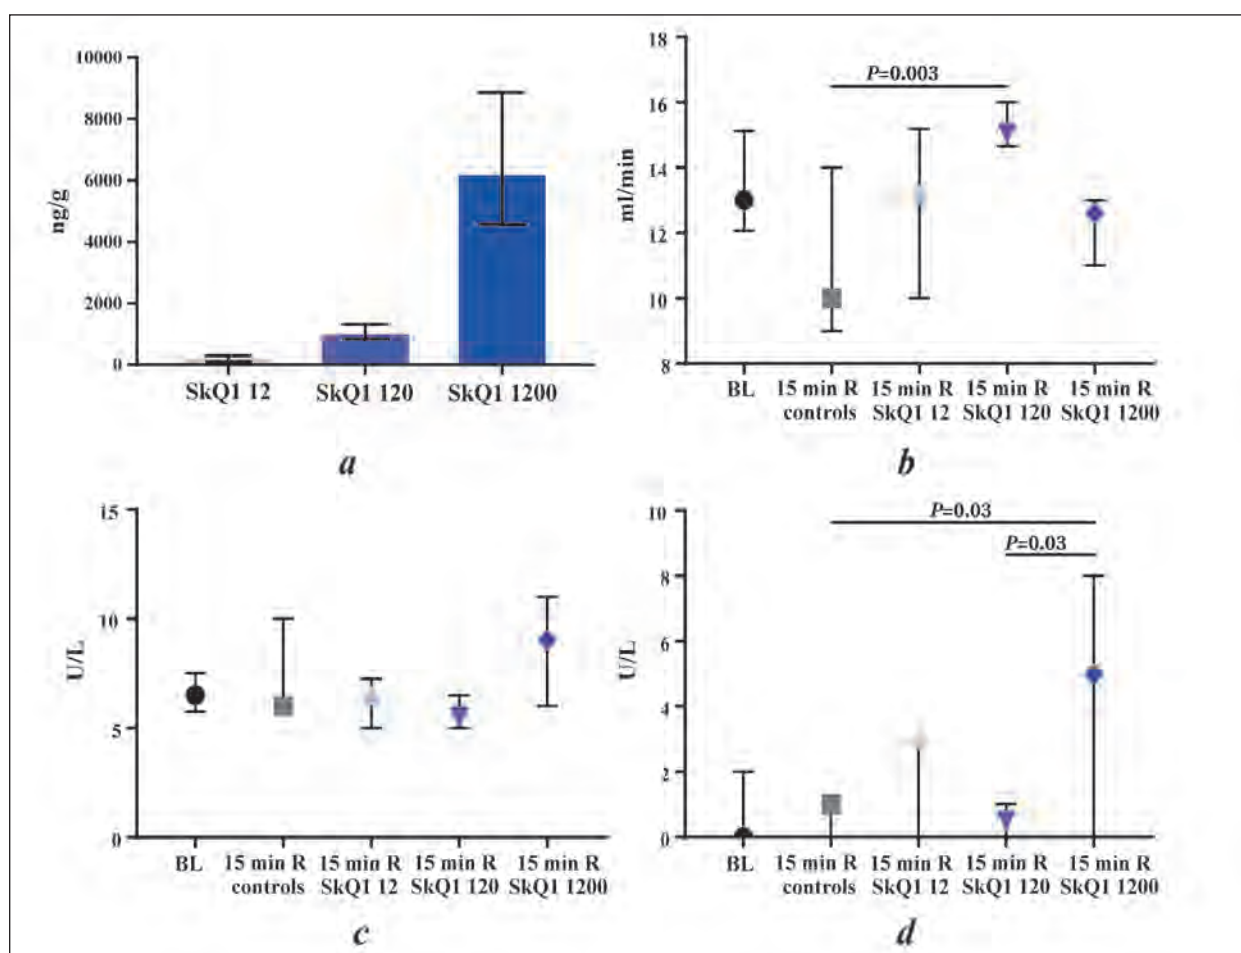 10000
8000
6000
4000
2000
0
ng/g
SkQ1 12
SkQ1 120
SkQ1 1200
a
18
16
14
12
10
8
ml/min
P=0.003
BL
15 min R
controls
15 min R
SkQ1 12
15 min R
SkQ1 120
15 min R
SkQ1 1200
b
15
10
5
0
U/L
BL
15 min R
controls
15 min R
SkQ1 12
15 min R
SkQ1 120
15 min R
SkQ1 1200
c
10
8
6
4
2
0
U/L
P=0.03
P=0.03
BL
15 min R
controls
15 min R
SkQ1 12
15 min R
SkQ1 120
15 min R
SkQ1 1200
d